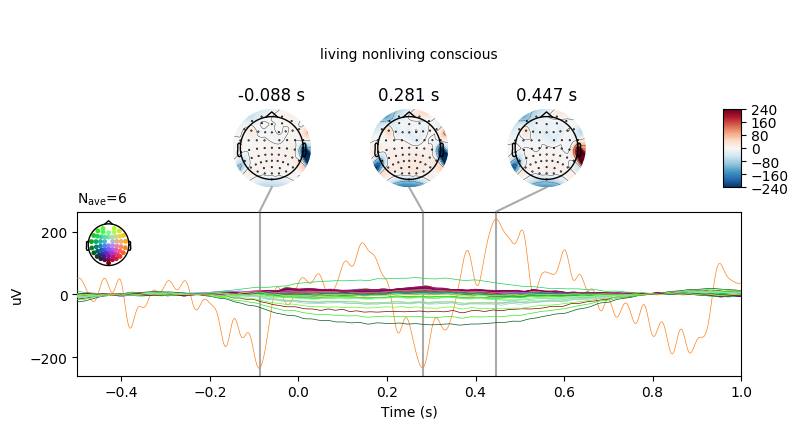 living nonliving conscious
-0.088 s 0.281 s 0.447 s
240
160
80
0
−80
−160
−240
Nave=6
200
0
−200
uV
−0.4 −0.2 0.0 0.2 0.4 0.6 0.8 1.0
Time (s)